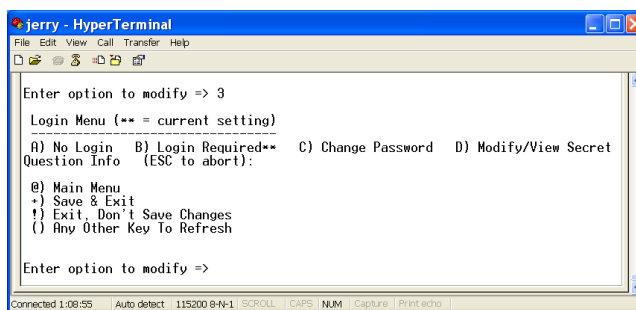 jerry - HyperTerminal
File Edit View Call Transfer Help
Enter option to modify => 3
Login Menu (** = current setting)
---------------------------------
A) No Login B) Login Required** C) Change Password D) Modify/View Secret
Question Info (ESC to abort):
@) Main Menu
+) Save & Exit
!) Exit, Don't Save Changes
() Any Other Key To Refresh
Enter option to modify =>
Connected 1:08:55 Auto detect 115200 8-N-1 SCROLL CAPS NUM Capture Print echo